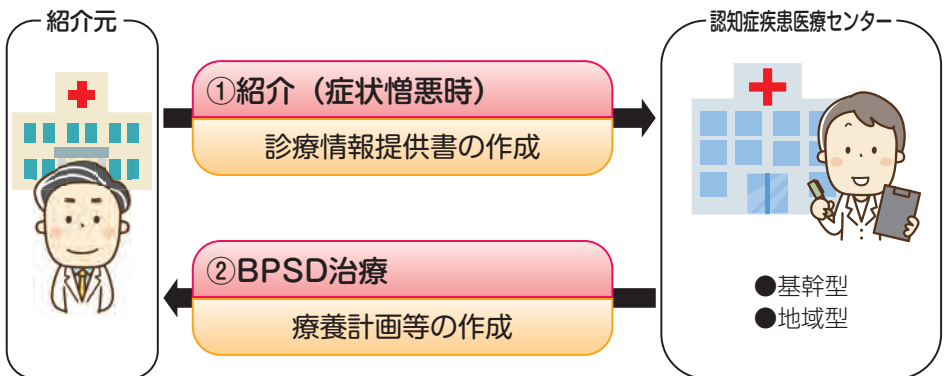 紹介元
認知症疾患医療センター
①紹介（症状憎悪時）
診療情報提供書の作成
②BPSD治療
療養計画等の作成
●基幹型
●地域型